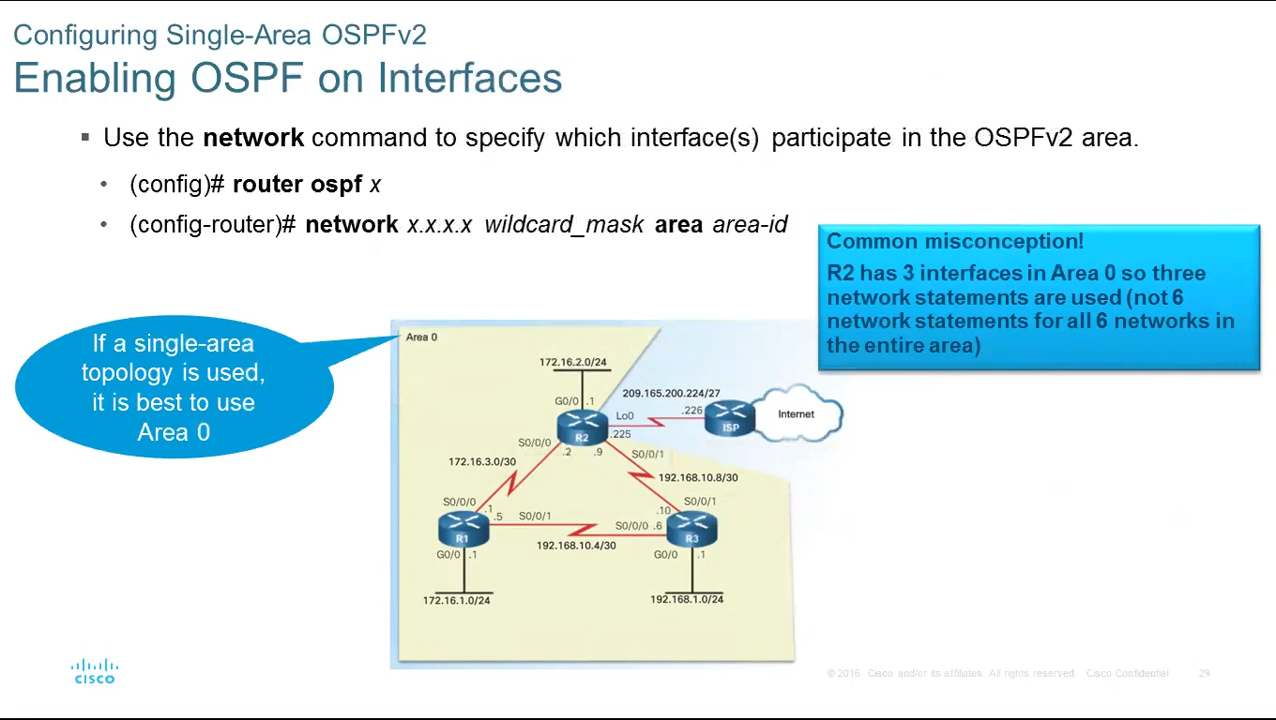 Configuring Single-Area OSPFv2
Enabling OSPF on Interfaces
▪ Use the network command to specify which interface(s) participate in the OSPFv2 area.
• (config)# router ospf x
• (config-router)# network x.x.x.x wildcard_mask area area-id
Common misconception!
R2 has 3 interfaces in Area 0 so three
network statements are used (not 6
network statements for all 6 networks in
the entire area)
If a single-area
topology is used,
it is best to use
Area 0
Area 0
172.16.2.0/24
G0/0 .1
209.165.200.224/27
Lo0
.226
.225
R2
ISP
Internet
S0/0/0
.2
.9
S0/0/1
172.16.3.0/30
192.168.10.8/30
S0/0/0
.1
.5
S0/0/1
S0/0/1
.10
S0/0/0 .6
R1
R3
192.168.10.4/30
G0/0 .1
G0/0 .1
172.16.1.0/24
192.168.1.0/24
cisco
© 2016 Cisco and/or its affiliates. All rights reserved. Cisco Confidential 29